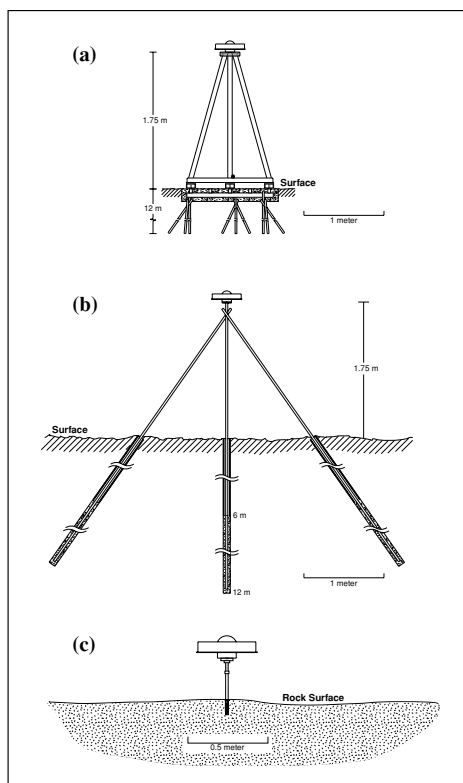 (a)
1.75 m
Surface
12 m
1 meter
(b)
1.75 m
Surface
6 m
1 meter
12 m
(c)
Rock Surface
0.5 meter